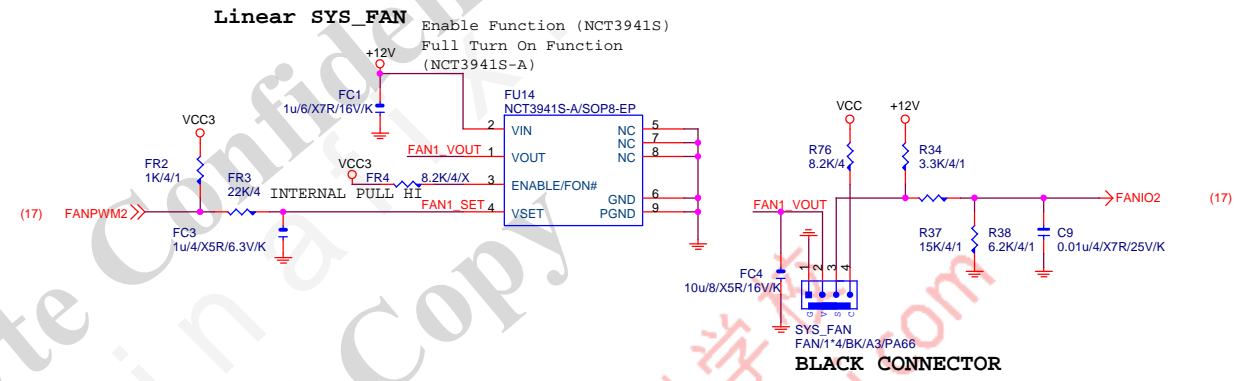 Linear SYS_FAN
Enable Function (NCT3941S)
Full Turn On Function
(NCT3941S-A)
+12V
FC1
1u/6/X7R/16V/K
FU14
NCT3941S-A/SOP8-EP
2 VIN
1 VOUT
3 ENABLE/FON#
4 VSET
NC 5
NC 7
NC 8
GND 6
PGND 9
FAN1_VOUT
VCC3
FR4 8.2K/4/X
INTERNAL PULL HI
FAN1_SET
VCC3
FR2
1K/4/1
FR3
22K/4
(17) FANPWM2
FC3
1u/4/X5R/6.3V/K
VCC
+12V
R76
8.2K/4
R34
3.3K/4/1
FAN1_VOUT
FANIO2 (17)
R37
15K/4/1
R38
6.2K/4/1
C9
0.01u/4/X7R/25V/K
FC4
10u/8/X5R/16V/K
1 2 3 4
G V S C
SYS_FAN
FAN/1*4/BK/A3/PA66
BLACK CONNECTOR
Copy